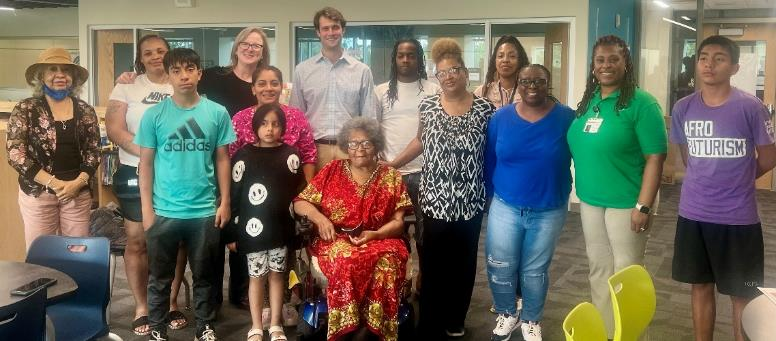 NIKE
adidas
AFRO
FUTURISM